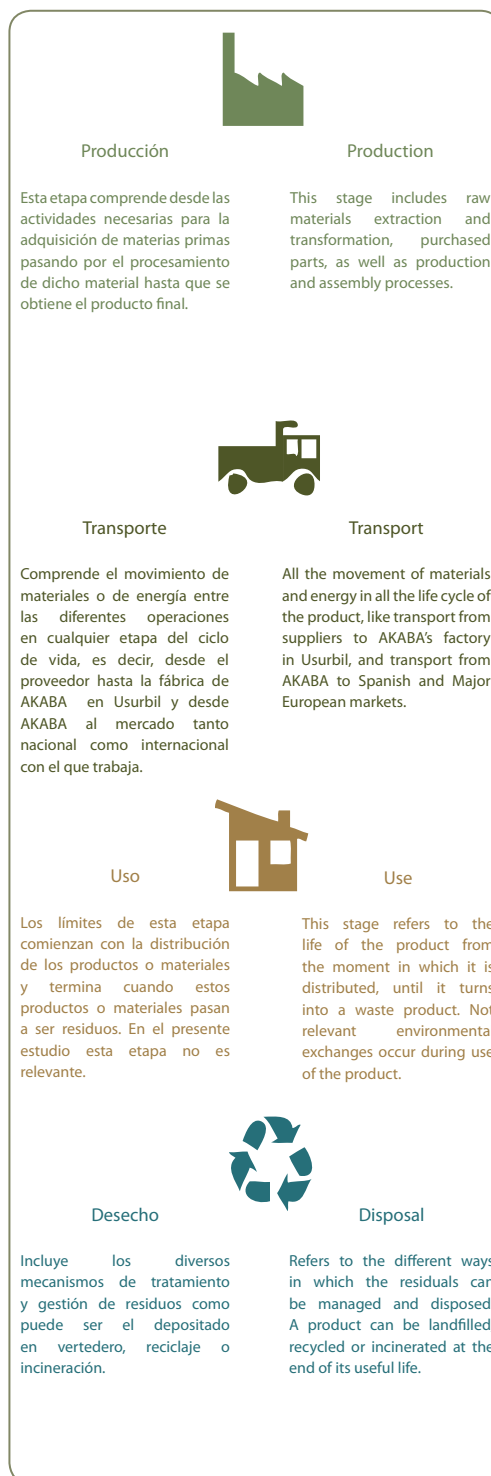 Producción
Esta etapa comprende desde las
actividades necesarias para la
adquisición de materias primas
pasando por el procesamiento
de dicho material hasta que se
obtiene el producto final.
Production
This stage includes raw
materials extraction and
transformation, purchased
parts, as well as production
and assembly processes.
Transporte
Comprende el movimiento de
materiales o de energía entre
las diferentes operaciones
en cualquier etapa del ciclo
de vida, es decir, desde el
proveedor hasta la fábrica de
AKABA en Usurbil y desde
AKABA al mercado tanto
nacional como internacional
con el que trabaja.
Transport
All the movement of materials
and energy in all the life cycle of
the product, like transport from
suppliers to AKABA's factory
in Usurbil, and transport from
AKABA to Spanish and Major
European markets.
Uso
Los límites de esta etapa
comienzan con la distribución
de los productos o materiales
y termina cuando estos
productos o materiales pasan
a ser residuos. En el presente
estudio esta etapa no es
relevante.
Use
This stage refers to the
life of the product from
the moment in which it is
distributed, until it turns
into a waste product. Not
relevant environmenta
exchanges occur during use
of the product.
Desecho
Incluye los diversos
mecanismos de tratamiento
y gestión de residuos como
puede ser el depositado
en vertedero, reciclaje o
incineración.
Disposal
Refers to the different ways
in which the residuals can
be managed and disposed
A product can be landfilled
recycled or incinerated at the
end of its useful life.